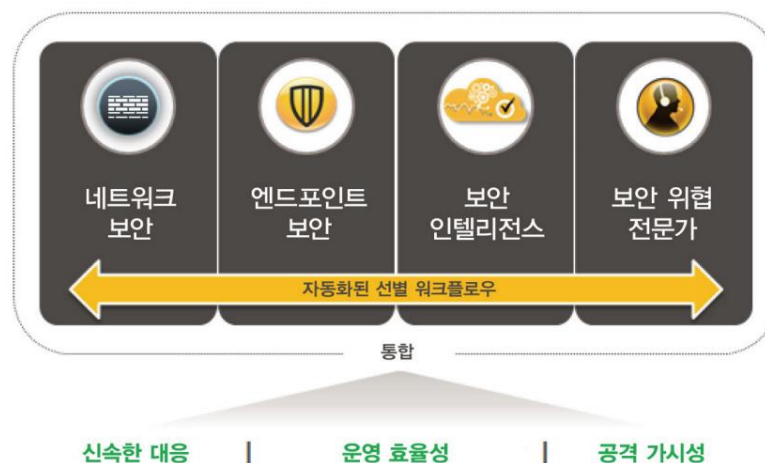 네트워크
보안
엔드포인트
보안
보안
인텔리전스
보안 위협
전문가
자동화된 선별 워크플로우
통합
신속한 대응 | 운영 효율성 | 공격 가시성